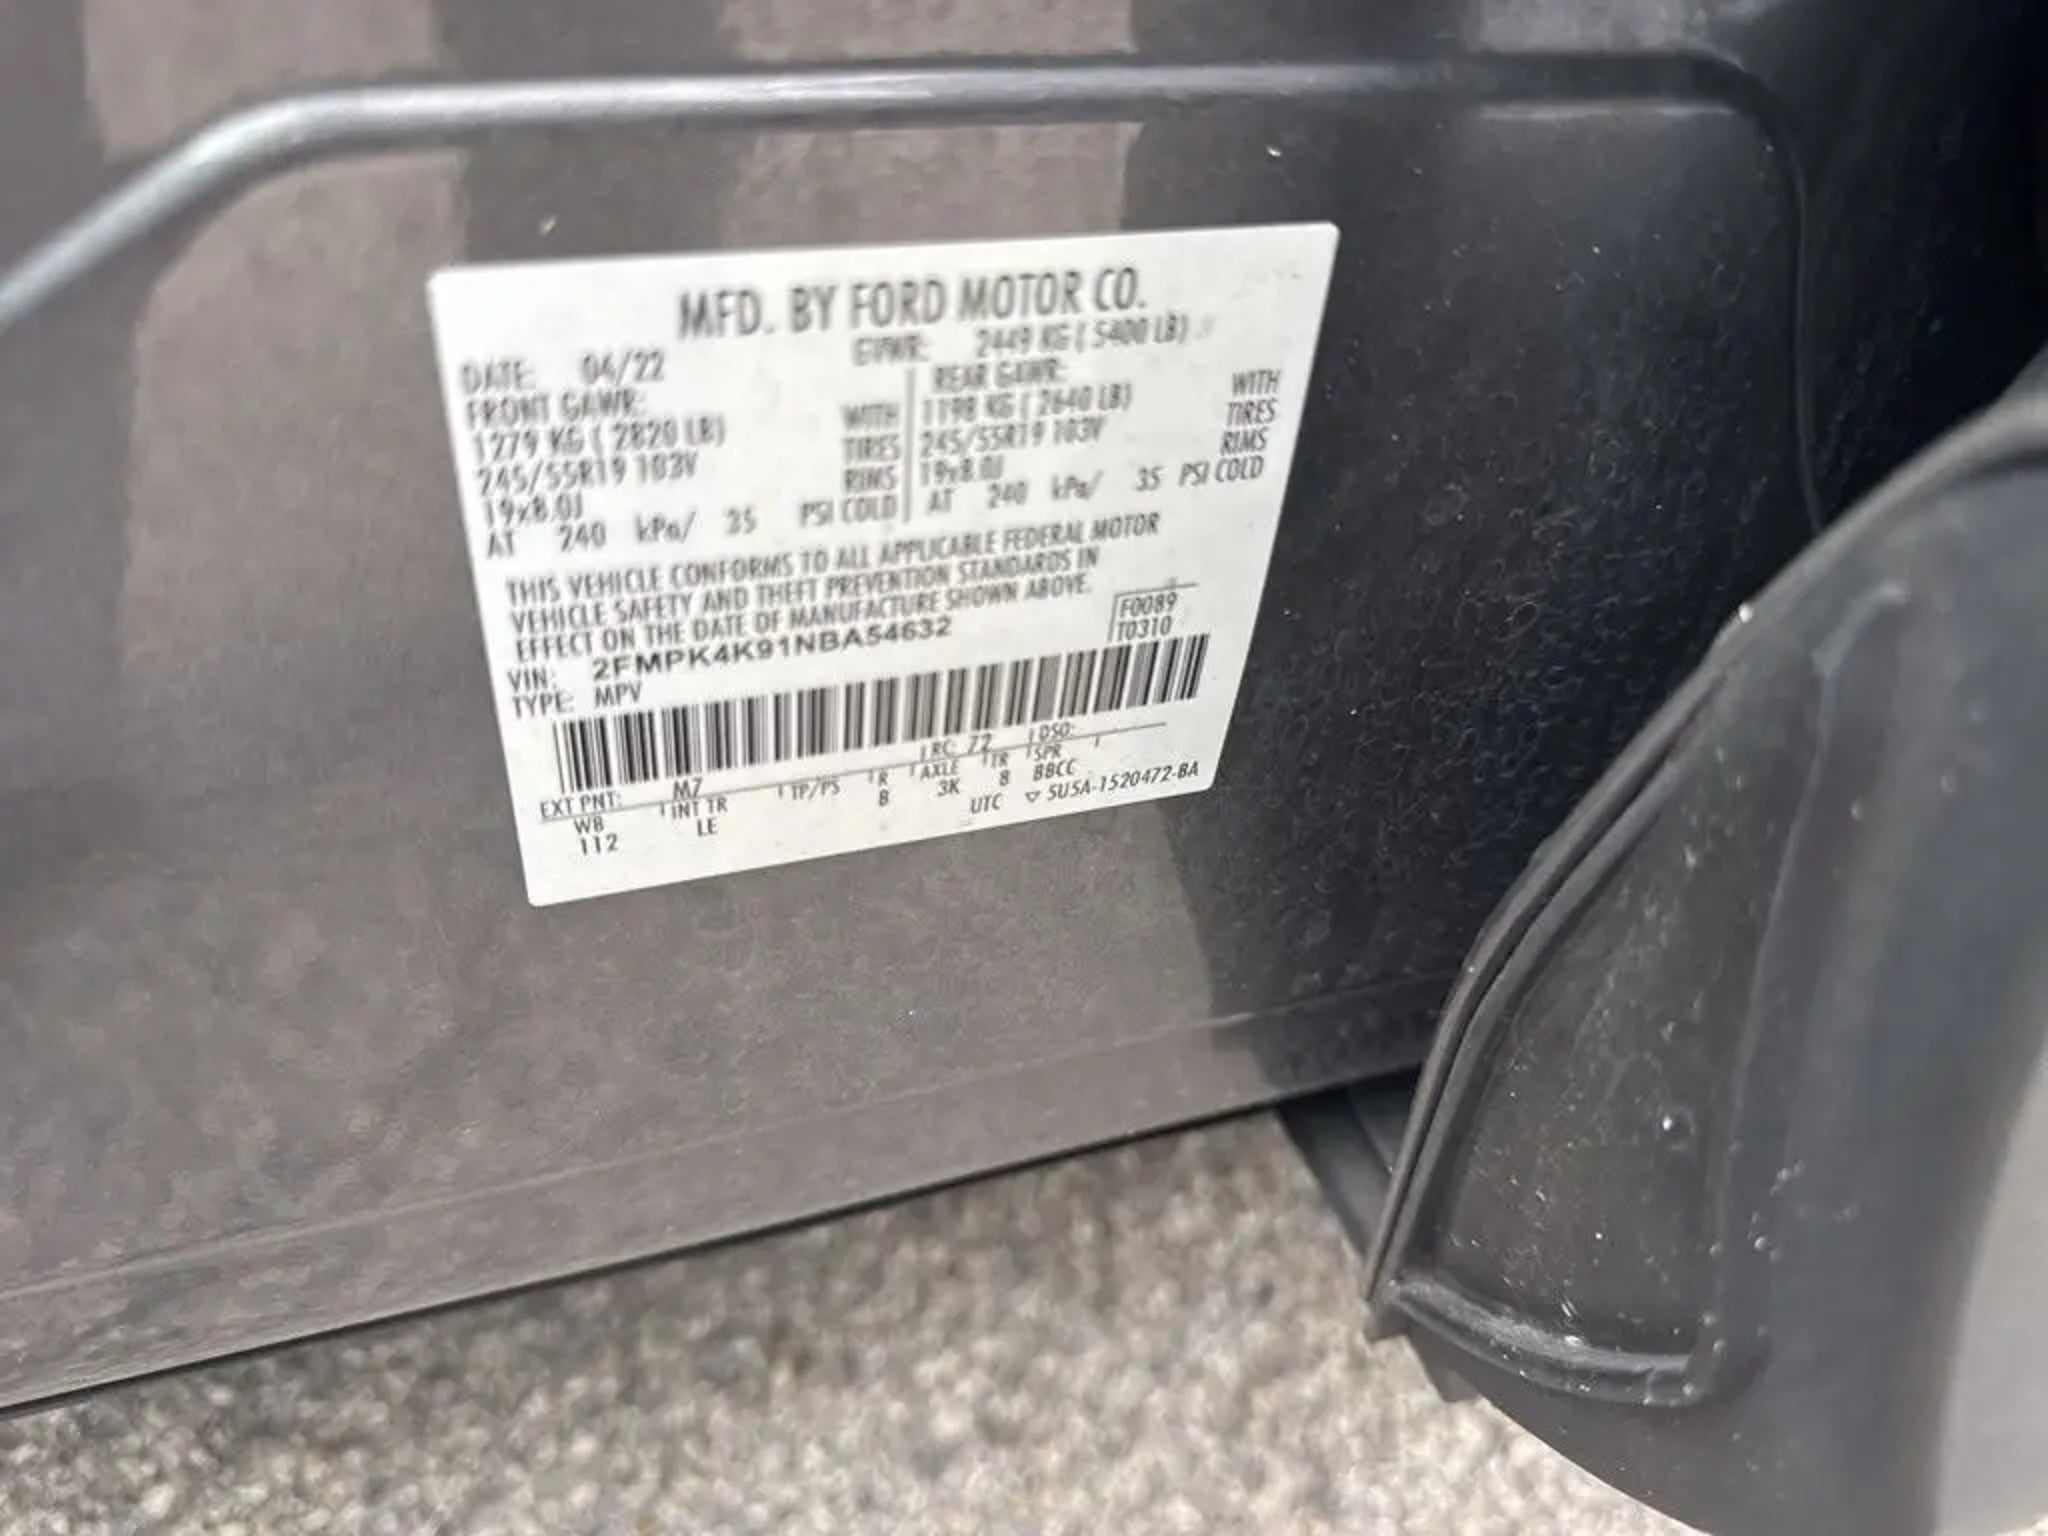 MFD. BY FORD MOTOR CO.
DATE: 04/22 GVWR: 2449 KG ( 5400 LB)
FRONT GAWR: REAR GAWR:
1279 KG ( 2820 LB) WITH 1198 KG ( 2640 LB) WITH
245/55R19 103V TIRES 245/55R19 103V TIRES
19x8.0J RIMS 19x8.0J RIMS
AT 240 kPa/ 35 PSI COLD AT 240 kPa/ 35 PSI COLD
THIS VEHICLE CONFORMS TO ALL APPLICABLE FEDERAL MOTOR
VEHICLE SAFETY AND THEFT PREVENTION STANDARDS IN
EFFECT ON THE DATE OF MANUFACTURE SHOWN ABOVE.
VIN: 2FMPK4K91NBA54632 F0089
TYPE: MPV T0310
EXT PNT: M7 RC: 72 DSO:
WB INT TR TP/PS R AXLE TR SPR
112 LE B 3K 8 BBCC
UTC ▽ 5U5A-1520472-BA